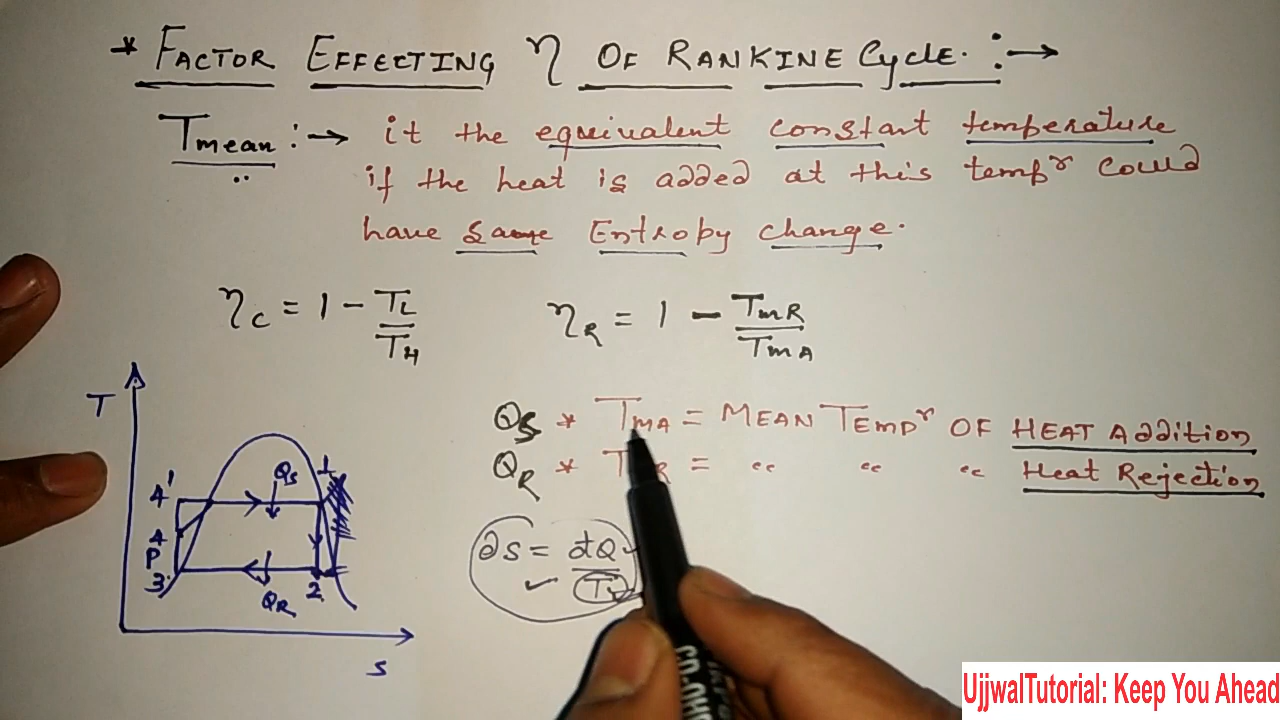 * FACTOR EFFECTING η OF RANKINE Cycle. :→
Tmean :→ it the equivalent constant temperature
if the heat is added at this tempr could
have same Entropy change.
ηC = 1 - TL/TH
ηR = 1 - TmR/TmA
QS * TMA = MEAN TEMPr OF HEAT ADDITION
QR * T R = " " " Heat Rejection
∂S = dQ/T
T
4'
4
P
3
QS
1
QR
2
S
UjjwalTutorial: Keep You Ahead